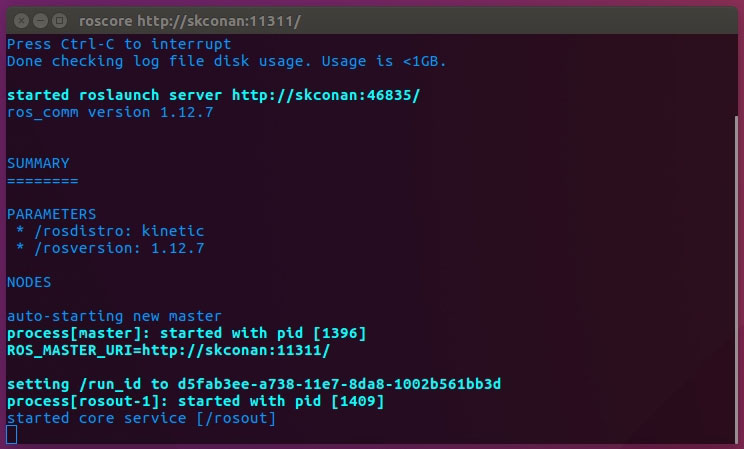 roscore http://skconan:11311/
Press Ctrl-C to interrupt
Done checking log file disk usage. Usage is <1GB.
started roslaunch server http://skconan:46835/
ros_comm version 1.12.7
SUMMARY
========
PARAMETERS
 * /rosdistro: kinetic
 * /rosversion: 1.12.7
NODES
auto-starting new master
process[master]: started with pid [1396]
ROS_MASTER_URI=http://skconan:11311/
setting /run_id to d5fab3ee-a738-11e7-8da8-1002b561bb3d
process[rosout-1]: started with pid [1409]
started core service [/rosout]